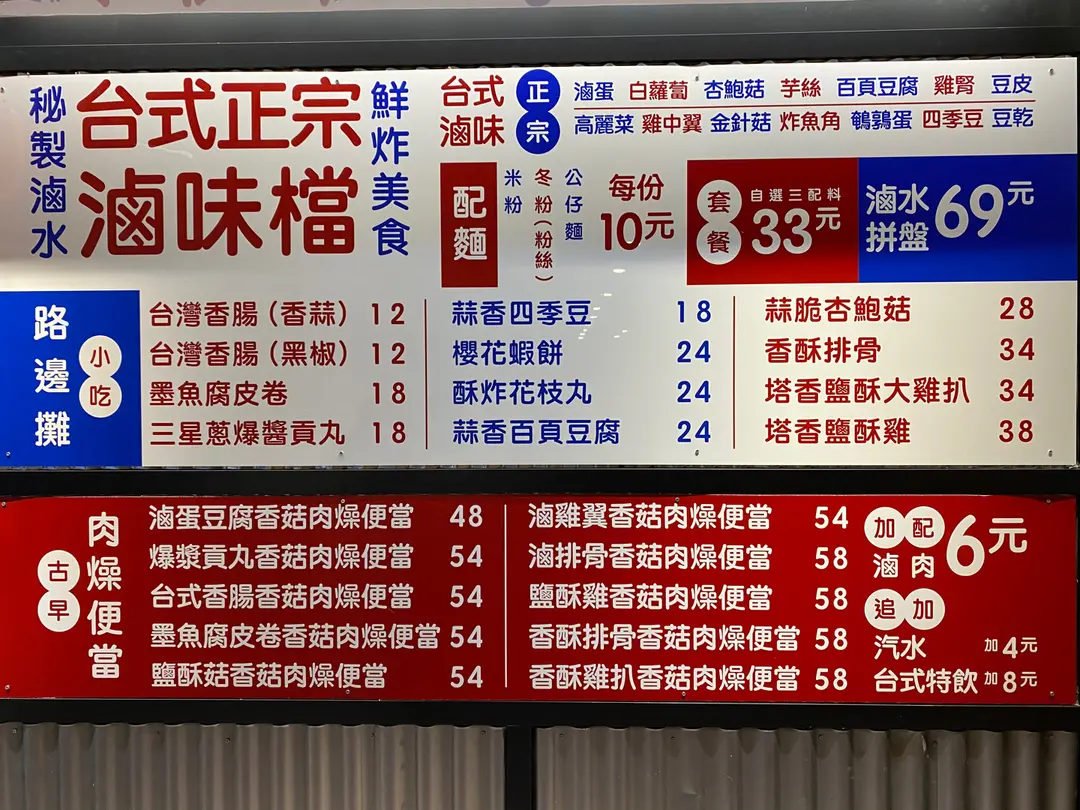 秘製滷水
台式正宗
滷味檔
鮮炸美食
台式滷味
正宗
滷蛋 白蘿蔔 杏鮑菇 芋絲 百頁豆腐 雞腎 豆皮
高麗菜 雞中翼 金針菇 炸魚角 鵪鶉蛋 四季豆 豆乾
配麵
米粉
冬粉(粉絲)
公仔麵
每份
10元
套餐
自選三配料
33元
滷水拼盤 69元
路邊攤
小吃
台灣香腸(香蒜) 12
台灣香腸(黑椒) 12
墨魚腐皮卷 18
三星蔥爆醬貢丸 18
蒜香四季豆 18
櫻花蝦餅 24
酥炸花枝丸 24
蒜香百頁豆腐 24
蒜脆杏鮑菇 28
香酥排骨 34
塔香鹽酥大雞扒 34
塔香鹽酥雞 38
古早
肉燥便當
滷蛋豆腐香菇肉燥便當 48
爆漿貢丸香菇肉燥便當 54
台式香腸香菇肉燥便當 54
墨魚腐皮卷香菇肉燥便當 54
鹽酥菇香菇肉燥便當 54
滷雞翼香菇肉燥便當 54
滷排骨香菇肉燥便當 58
鹽酥雞香菇肉燥便當 58
香酥排骨香菇肉燥便當 58
香酥雞扒香菇肉燥便當 58
加配
滷肉 6元
追加
汽水 加4元
台式特飲 加8元